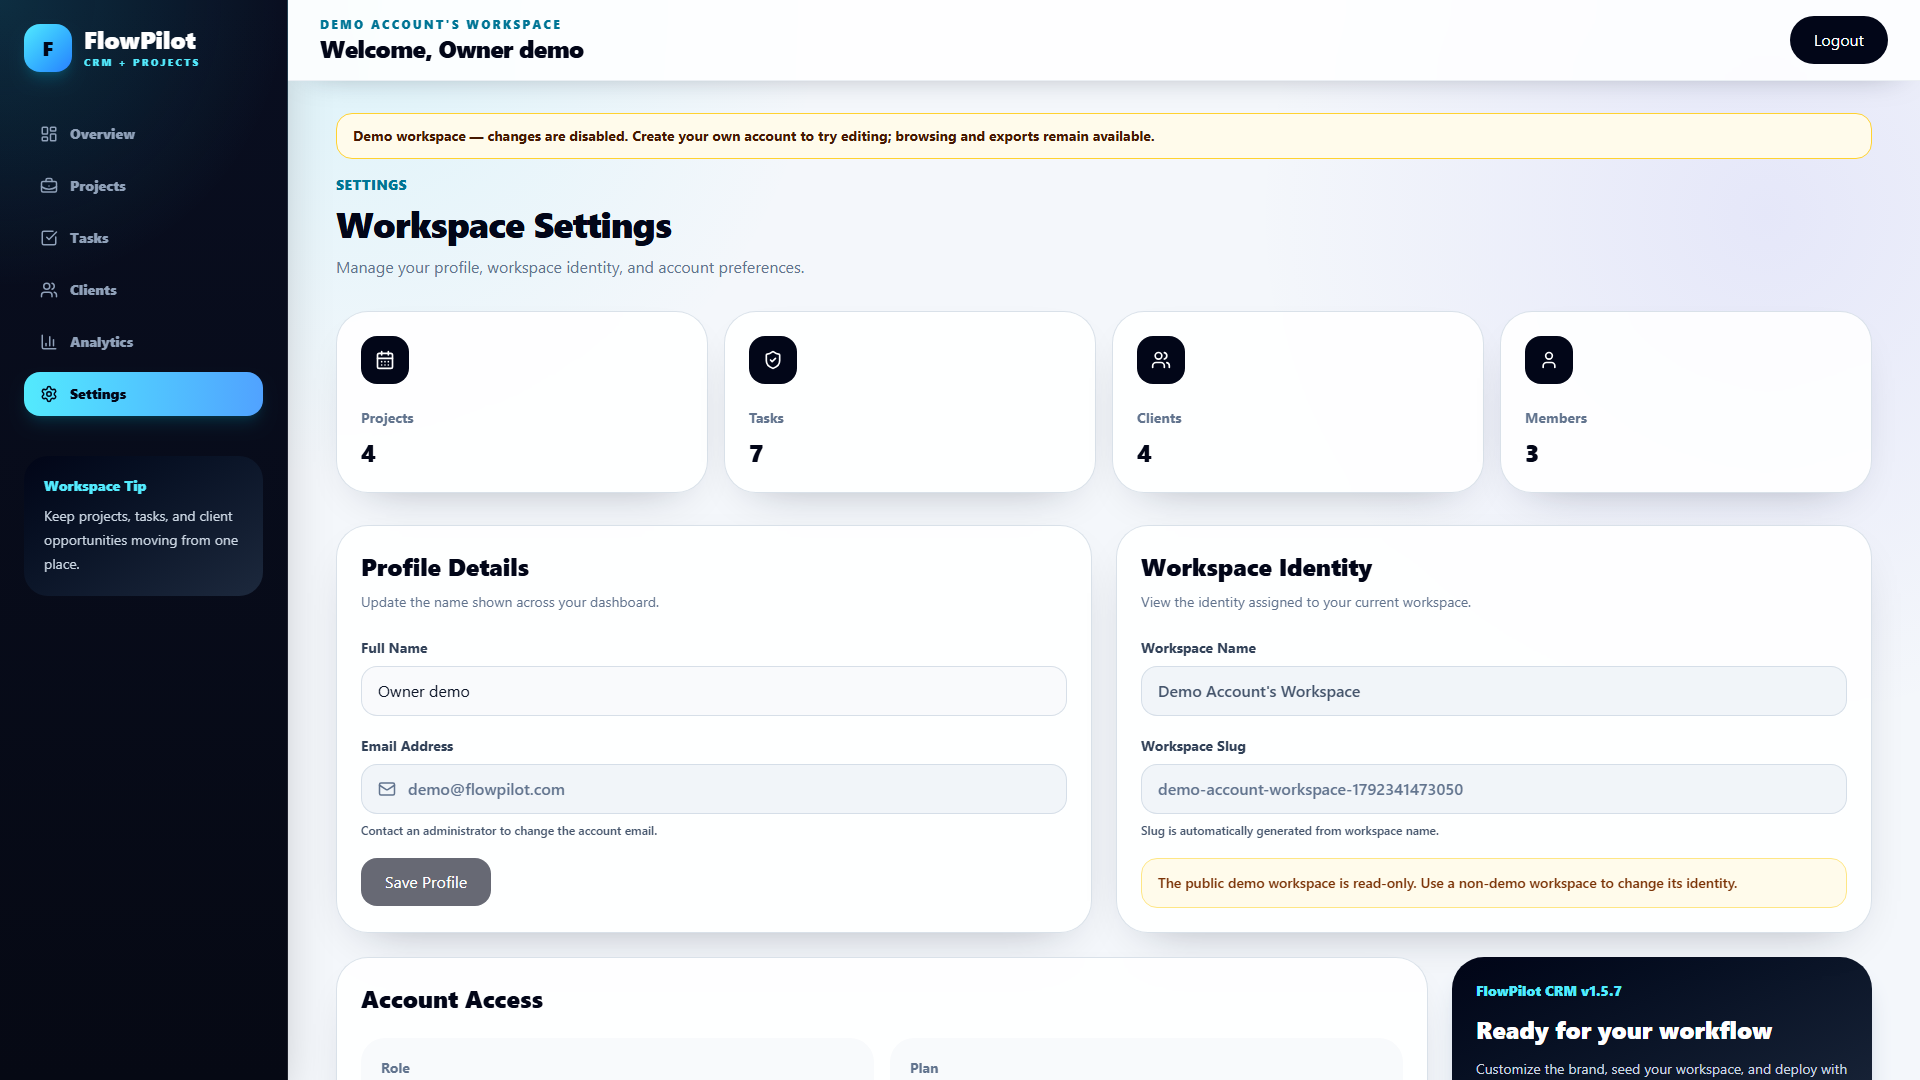 F
FlowPilot
CRM + PROJECTS
Overview
Projects
Tasks
Clients
Analytics
Settings
Workspace Tip
Keep projects, tasks, and client
opportunities moving from one
place.
DEMO ACCOUNT'S WORKSPACE
Welcome, Owner demo
Logout
Demo workspace — changes are disabled. Create your own account to try editing; browsing and exports remain available.
SETTINGS
Workspace Settings
Manage your profile, workspace identity, and account preferences.
Projects
4
Tasks
7
Clients
4
Members
3
Profile Details
Update the name shown across your dashboard.
Full Name
Owner demo
Email Address
demo@flowpilot.com
Contact an administrator to change the account email.
Save Profile
Workspace Identity
View the identity assigned to your current workspace.
Workspace Name
Demo Account's Workspace
Workspace Slug
demo-account-workspace-1792341473050
Slug is automatically generated from workspace name.
The public demo workspace is read-only. Use a non-demo workspace to change its identity.
Account Access
Role
Plan
FlowPilot CRM v1.5.7
Ready for your workflow
Customize the brand, seed your workspace, and deploy with